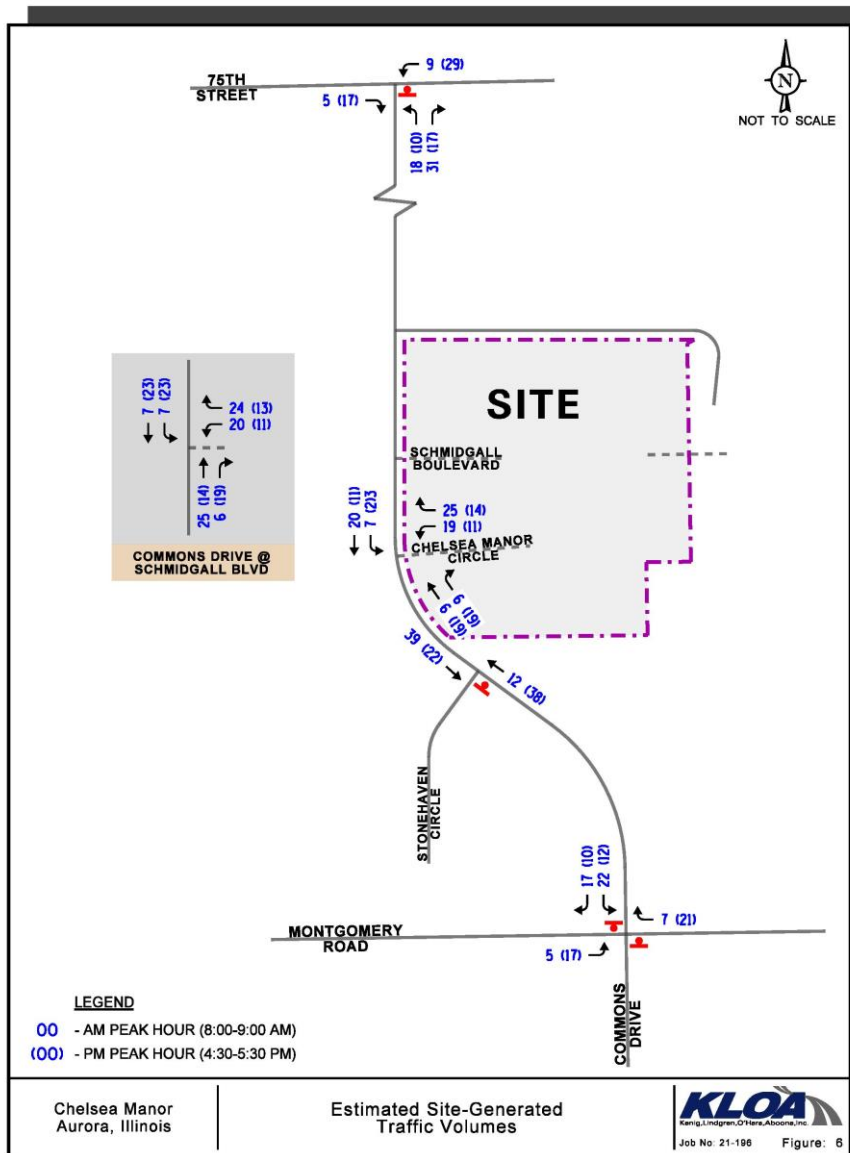 75TH
STREET
9 (29)
5 (17)
18 (10)
31 (17)
N
NOT TO SCALE
7 (23)
7 (23)
24 (13)
20 (11)
25 (14)
6 (19)
COMMONS DRIVE @
SCHMIDGALL BLVD
SITE
SCHMIDGALL
BOULEVARD
20 (11)
7 (2)3
25 (14)
19 (11)
CHELSEA MANOR
CIRCLE
6 (19)
6 (19)
39 (22)
12 (38)
STONEHAVEN
CIRCLE
17 (10)
22 (12)
7 (21)
MONTGOMERY
ROAD
5 (17)
COMMONS
DRIVE
LEGEND
00 - AM PEAK HOUR (8:00-9:00 AM)
(00) - PM PEAK HOUR (4:30-5:30 PM)
Chelsea Manor
Aurora, Illinois
Estimated Site-Generated
Traffic Volumes
KLOA
Kenig,Lindgren,O'Hara,Aboona,Inc.
Job No: 21-196 Figure: 6